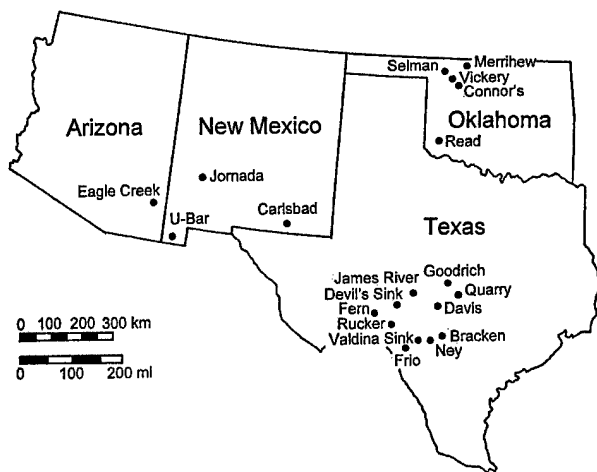 Merrihew
Selman
Vickery
Connor's
Arizona
New Mexico
Oklahoma
Read
Jornada
Eagle Creek
U-Bar
Carlsbad
Texas
James River
Goodrich
Devil's Sink
Quarry
Fern
Davis
Rucker
Valdina Sink
Bracken
Frio
Ney
0 100 200 300 km
0 100 200 ml